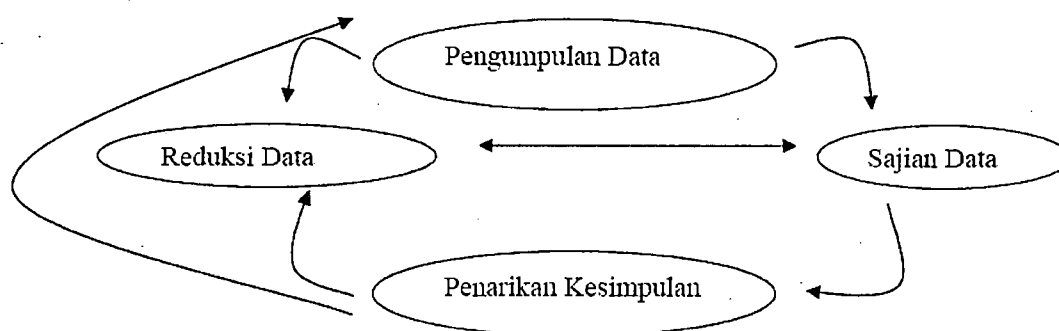 Pengumpulan Data
Reduksi Data
Sajian Data
Penarikan Kesimpulan